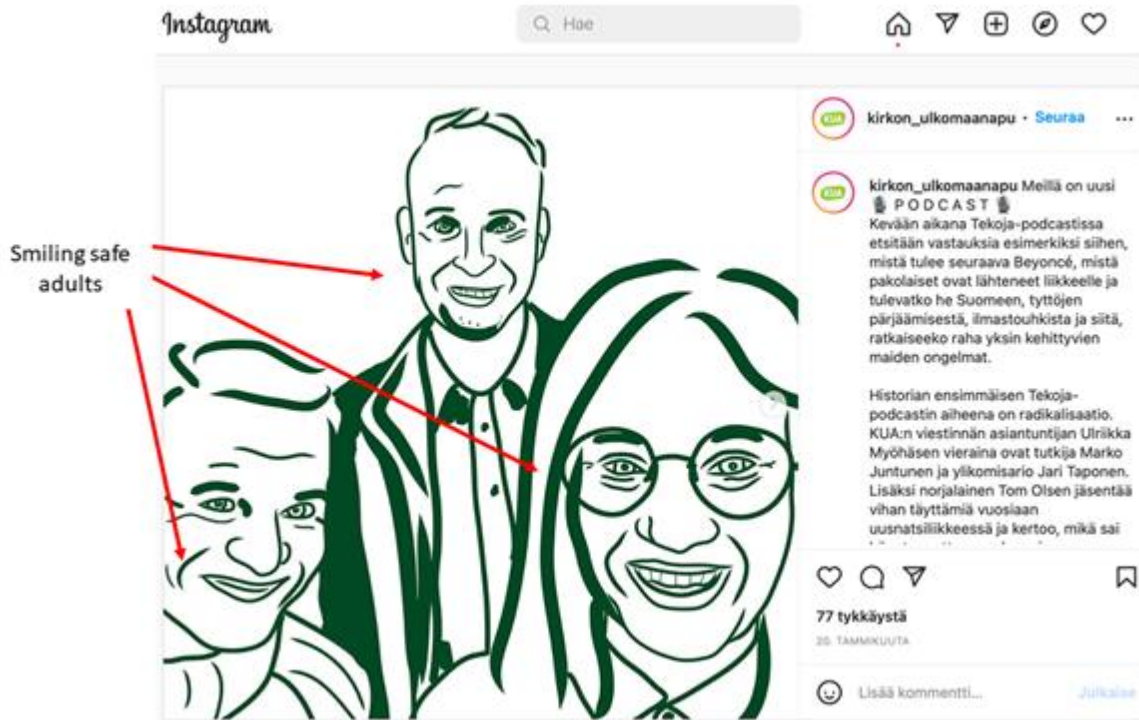 Instagram
Hae
Smiling safe
adults
KUA
kirkon_ulkomaanapu • Seuraa ...
KUA
kirkon_ulkomaanapu Meillä on uusi
P O D C A S T
Kevään aikana Tekoja-podcastissa
etsitään vastauksia esimerkiksi siihen,
mistä tulee seuraava Beyoncé, mistä
pakolaiset ovat lähteneet liikkeelle ja
tulevatko he Suomeen, tyttöjen
pärjäämisestä, ilmastouhkista ja siitä,
ratkaiseeko raha yksin kehittyvien
maiden ongelmat.
Historian ensimmäisen Tekoja-
podcastin aiheena on radikalisaatio.
KUA:n viestinnän asiantuntijan Ulriikka
Myöhäsen vieraina ovat tutkija Marko
Juntunen ja ylikomisario Jari Taponen.
Lisäksi norjalainen Tom Olsen jäsentää
vihan täyttämiä vuosiaan
uusnatsiliikkeessä ja kertoo, mikä sai
77 tykkäystä
20. TAMMIKUUTA
Lisää kommentti...
Julkaise